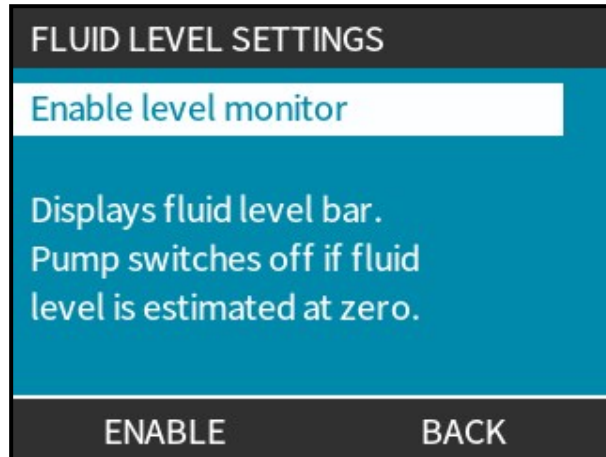 FLUID LEVEL SETTINGS
Enable level monitor
Displays fluid level bar.
Pump switches off if fluid
level is estimated at zero.
ENABLE BACK